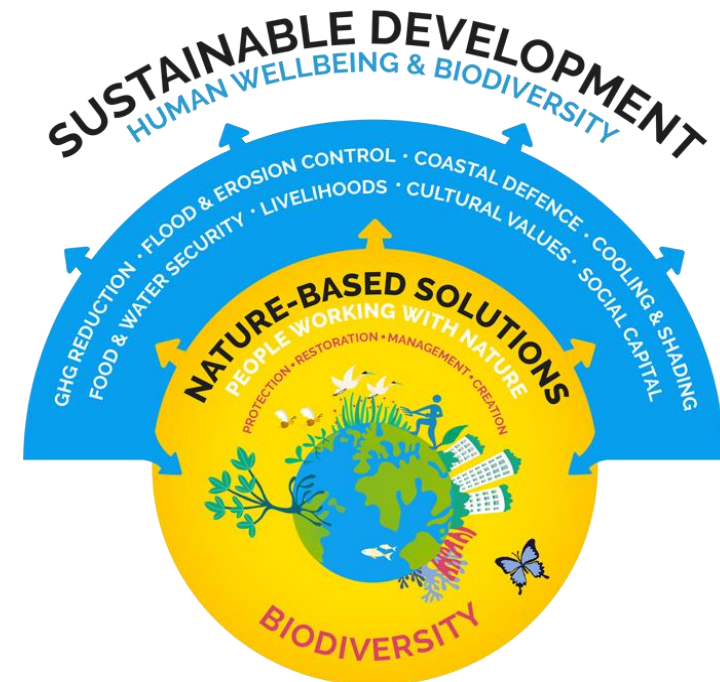 SUSTAINABLE DEVELOPMENT
HUMAN WELLBEING & BIODIVERSITY
GHG REDUCTION · FLOOD & EROSION CONTROL · COASTAL DEFENCE · COOLING & SHADING
FOOD & WATER SECURITY · LIVELIHOODS · CULTURAL VALUES · SOCIAL CAPITAL
NATURE-BASED SOLUTIONS
PEOPLE WORKING WITH NATURE
PROTECTION • RESTORATION • MANAGEMENT • CREATION
BIODIVERSITY